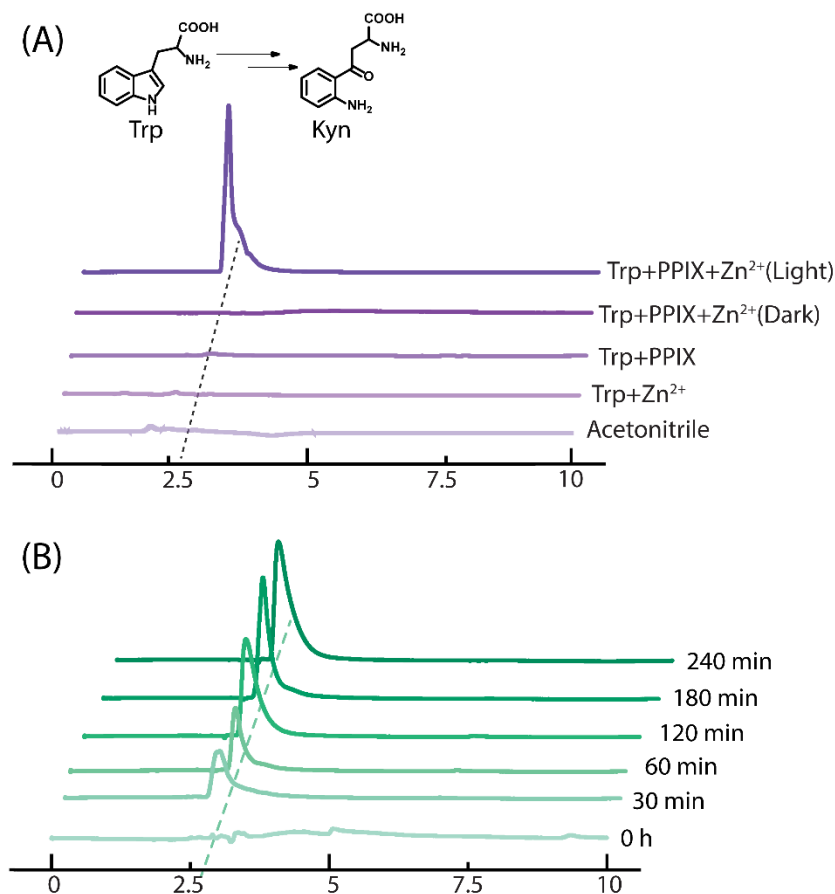 (A)
COOH
NH₂
N
H
Trp
COOH
NH₂
O
NH₂
Kyn
Trp+PPIX+Zn²⁺(Light)
Trp+PPIX+Zn²⁺(Dark)
Trp+PPIX
Trp+Zn²⁺
Acetonitrile
0 2.5 5 7.5 10
(B)
240 min
180 min
120 min
60 min
30 min
0 h
0 2.5 5 7.5 10